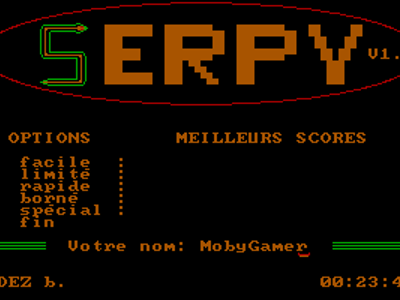 SERPY V1.
OPTIONS MEILLEURS SCORES
facile :
limité :
rapide :
borné :
spécial :
fin
Votre nom: MobyGamer
DEZ b. 00:23:4